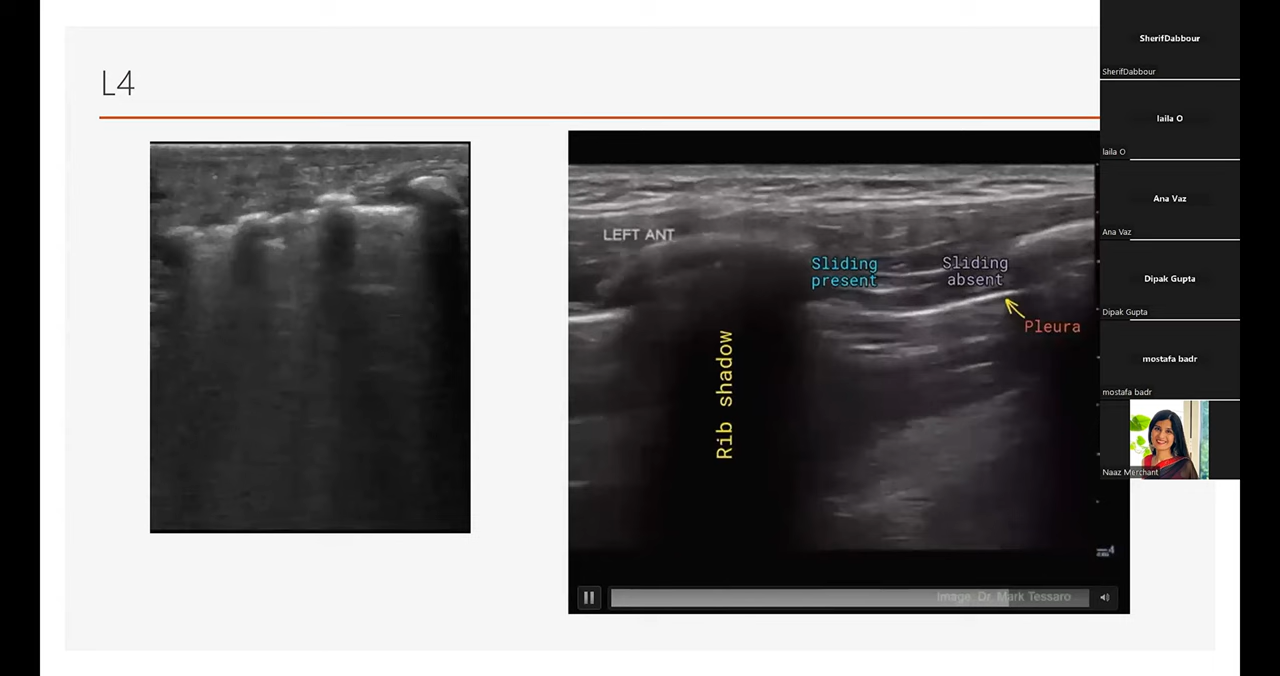 L4
LEFT ANT
Sliding
present
Sliding
absent
Pleura
Rib shadow
Image: Dr. Mark Tessaro
SherifDabbour
SherifDabbour
laila O
laila O
Ana Vaz
Ana Vaz
Dipak Gupta
Dipak Gupta
mostafa badr
mostafa badr
Naaz Merchant